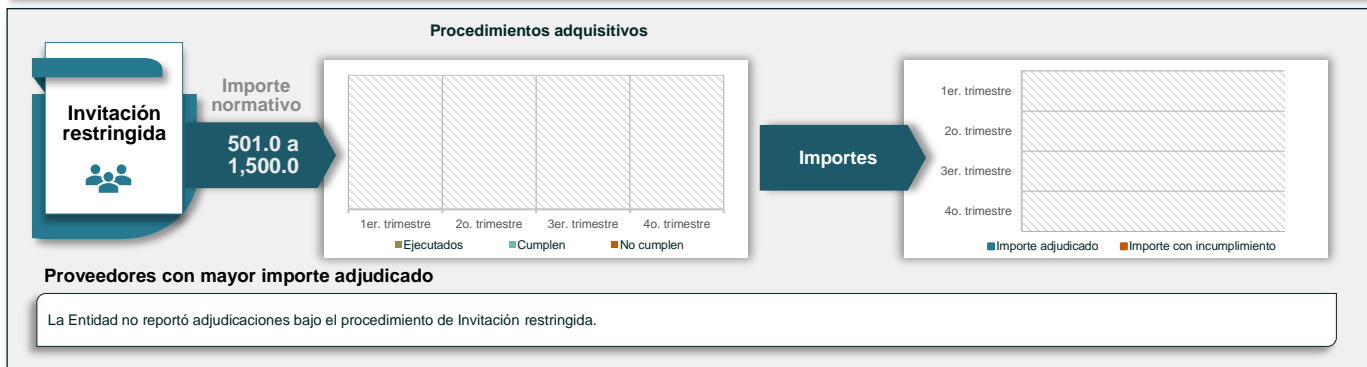 Procedimientos adquisitivos
Invitación
restringida
Importe
normativo
501.0 a
1,500.0
1er. trimestre 2o. trimestre 3er. trimestre 4o. trimestre
Ejecutados Cumplen No cumplen
Importes
1er. trimestre
2o. trimestre
3er. trimestre
4o. trimestre
Importe adjudicado Importe con incumplimiento
Proveedores con mayor importe adjudicado
La Entidad no reportó adjudicaciones bajo el procedimiento de Invitación restringida.